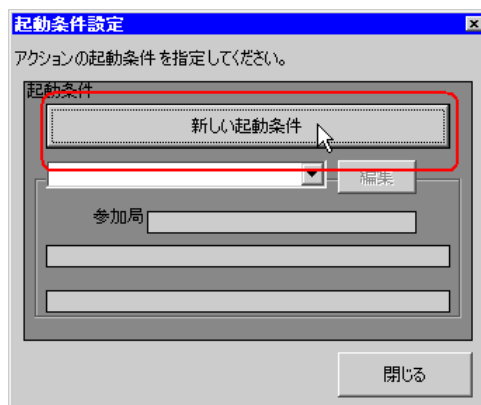 起動条件設定
アクションの起動条件を指定してください。
起動条件
新しい起動条件
編集
参加局
閉じる